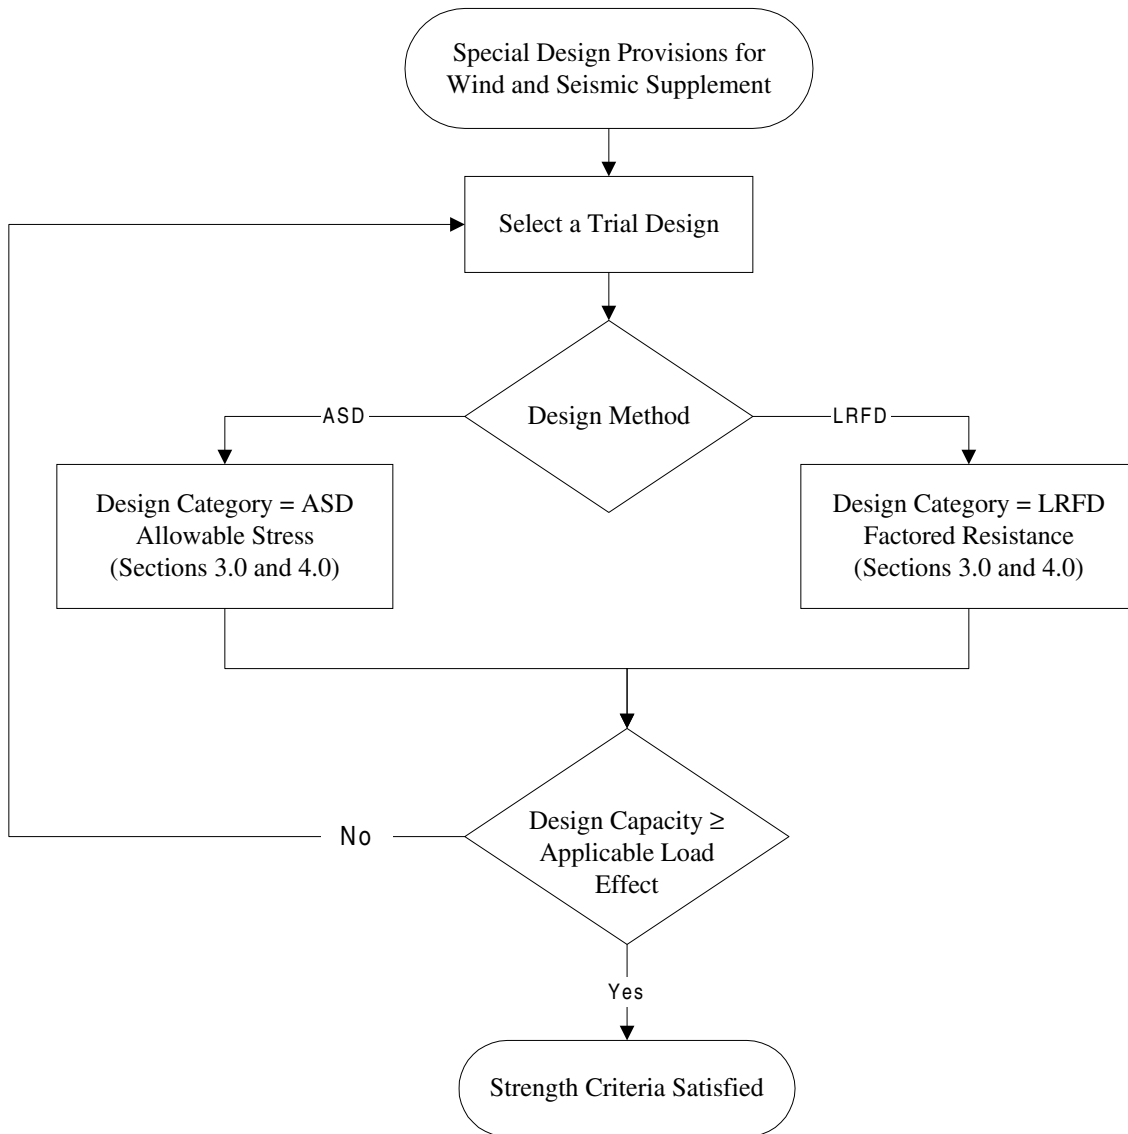 Special Design Provisions for
Wind and Seismic Supplement
Select a Trial Design
ASD
Design Method
LRFD
Design Category = ASD
Allowable Stress
(Sections 3.0 and 4.0)
Design Category = LRFD
Factored Resistance
(Sections 3.0 and 4.0)
No
Design Capacity ≥
Applicable Load
Effect
Yes
Strength Criteria Satisfied